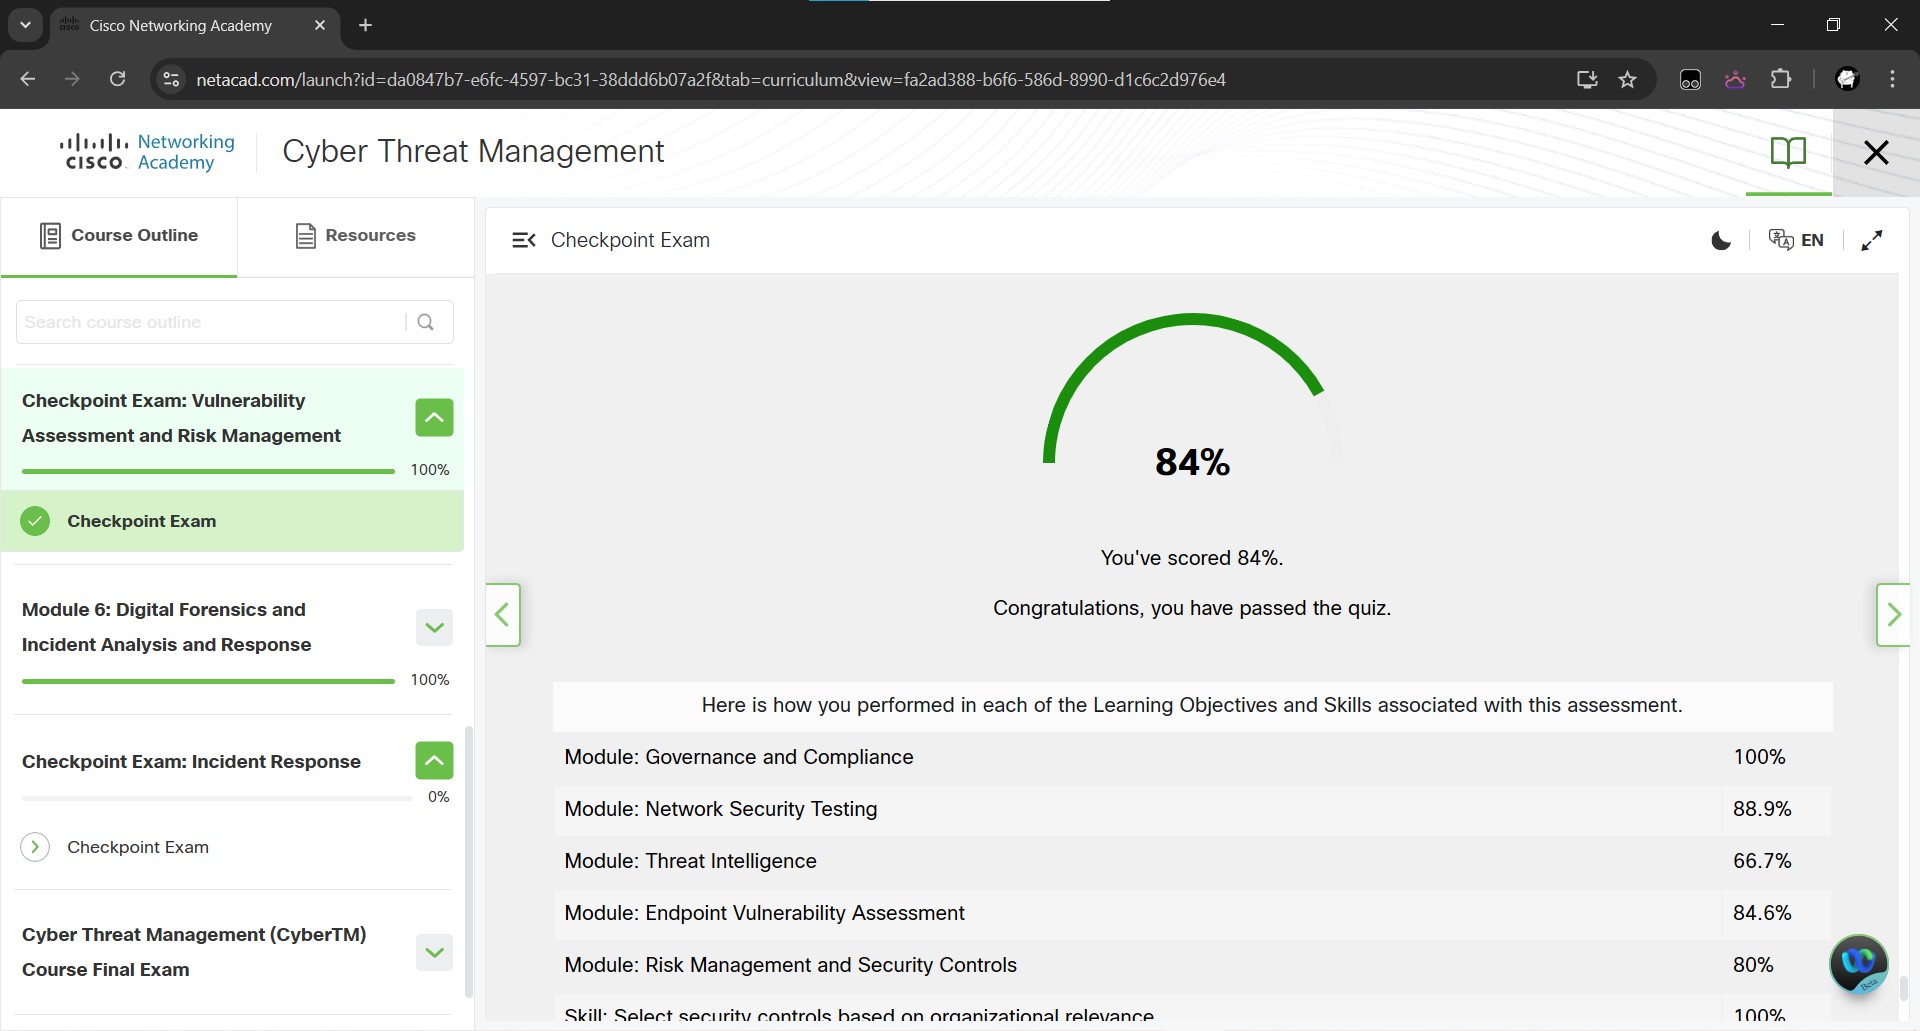 Cisco Networking Academy
netacad.com/launch?id=da0847b7-e6fc-4597-bc31-38ddd6b07a2f&tab=curriculum&view=fa2ad388-b6f6-586d-8990-d1c6c2d976e4
CISCO Networking Academy
Cyber Threat Management
Course Outline
Resources
Search course outline
Checkpoint Exam: Vulnerability
Assessment and Risk Management
100%
Checkpoint Exam
Module 6: Digital Forensics and
Incident Analysis and Response
100%
Checkpoint Exam: Incident Response
0%
Checkpoint Exam
Cyber Threat Management (CyberTM)
Course Final Exam
Checkpoint Exam
EN
84%
You've scored 84%.
Congratulations, you have passed the quiz.
Here is how you performed in each of the Learning Objectives and Skills associated with this assessment.
Module: Governance and Compliance 100%
Module: Network Security Testing 88.9%
Module: Threat Intelligence 66.7%
Module: Endpoint Vulnerability Assessment 84.6%
Module: Risk Management and Security Controls 80%
Skill: Select security controls based on organizational relevance 100%
Beta